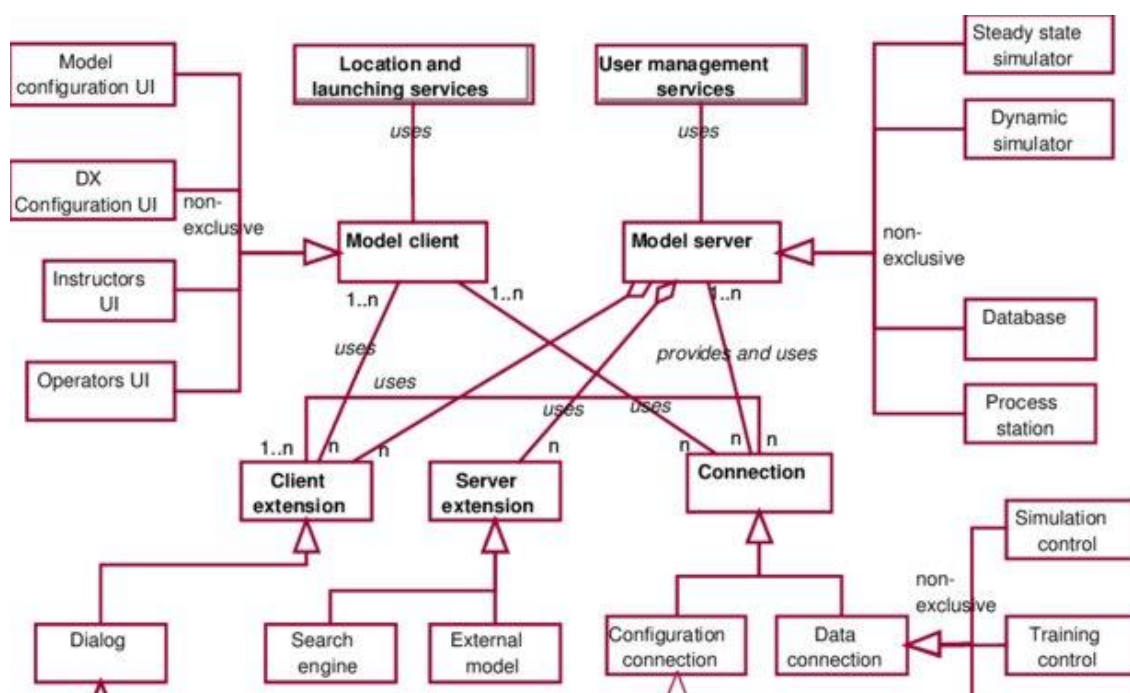 Model
configuration UI
Location and
launching services
User management
services
Steady state
simulator
uses
uses
Dynamic
simulator
DX
Configuration UI
non-
exclusive
Model client
Model server
non-
exclusive
Instructors
UI
1..n
1..n
1..n
Database
uses
provides and uses
Operators UI
uses
uses
uses
Process
station
1..n
n
n
n
n
n
n
Client
extension
Server
extension
Connection
Simulation
control
non-
exclusive
Dialog
Search
engine
External
model
Configuration
connection
Data
connection
Training
control